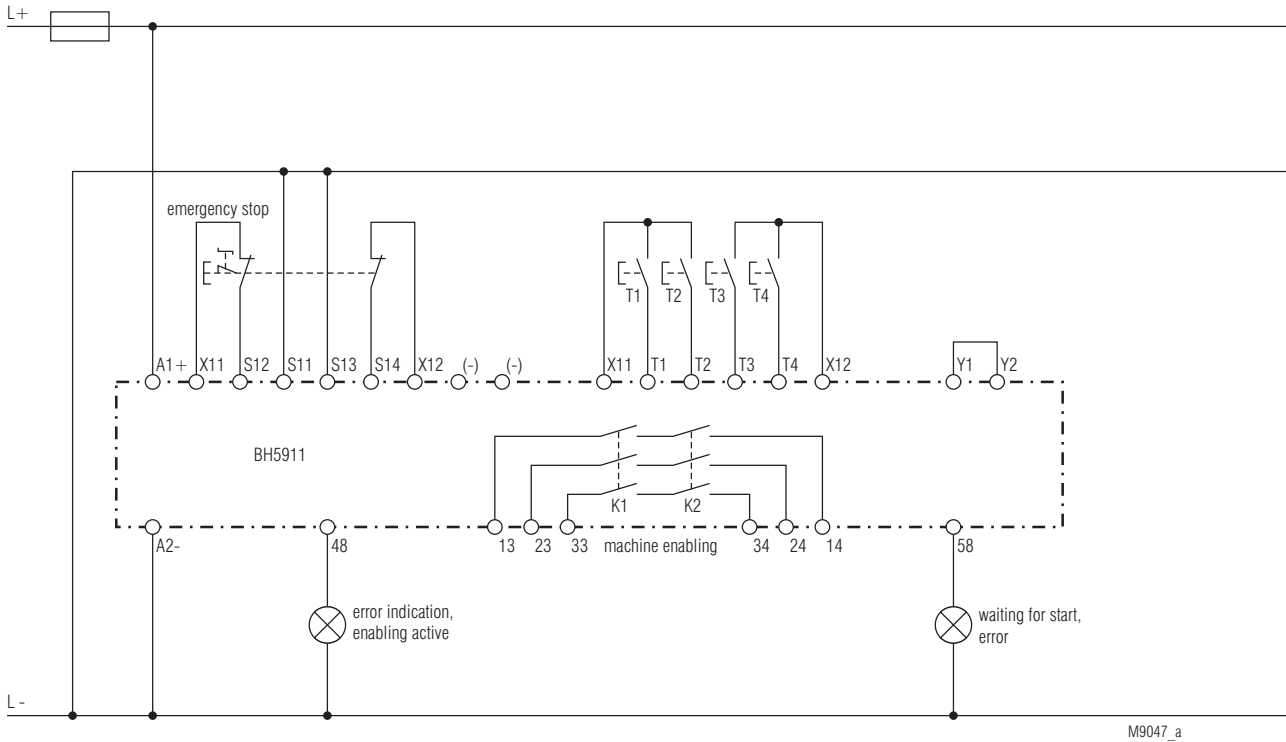 L+
emergency stop
T1 T2 T3 T4
A1+ X11 S12 S11 S13 S14 X12 (-) (-) X11 T1 T2 T3 T4 X12 Y1 Y2
BH5911
K1 K2
A2- 48 13 23 33 machine enabling 34 24 14 58
error indication,
enabling active
waiting for start,
error
L -
M9047_a